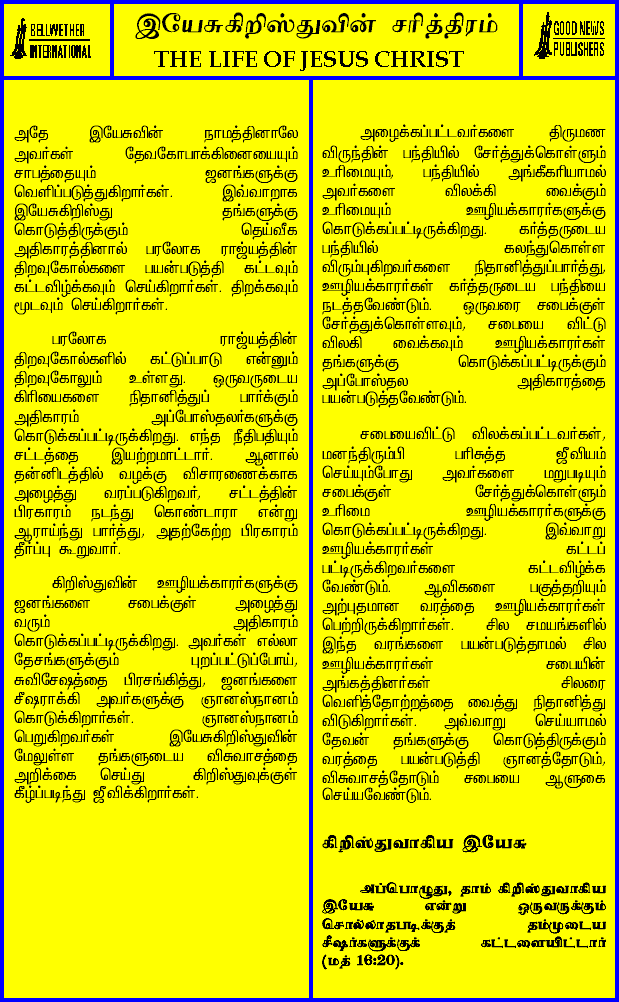 BELLWETHER
INTERNATIONAL
இயேசுகிறிஸ்துவின் சரித்திரம்
THE LIFE OF JESUS CHRIST
GOOD NEWS
PUBLISHERS
அதே இயேசுவின் நாமத்தினாலே
அவர்கள் தேவகோபாக்கினையையும்
சாபத்தையும் ஜனங்களுக்கு
வெளிப்படுத்துகிறார்கள். இவ்வாறாக
இயேசுகிறிஸ்து தங்களுக்கு
கொடுத்திருக்கும் தெய்வீக
அதிகாரத்தினால் பரலோக ராஜ்யத்தின்
திறவுகோல்களை பயன்படுத்தி கட்டவும்
கட்டவிழ்க்கவும் செய்கிறார்கள். திறக்கவும்
மூடவும் செய்கிறார்கள்.
பரலோக ராஜ்யத்தின்
திறவுகோல்களில் கட்டுப்பாடு என்னும்
திறவுகோலும் உள்ளது. ஒருவருடைய
கிரியைகளை நிதானித்துப் பார்க்கும்
அதிகாரம் அப்போஸ்தலர்களுக்கு
கொடுக்கப்பட்டிருக்கிறது. எந்த நீதிபதியும்
சட்டத்தை இயற்றமாட்டார். ஆனால்
தன்னிடத்தில் வழக்கு விசாரணைக்காக
அழைத்து வரப்படுகிறவர், சட்டத்தின்
பிரகாரம் நடந்து கொண்டாரா என்று
ஆராய்ந்து பார்த்து, அதற்கேற்ற பிரகாரம்
தீர்ப்பு கூறுவார்.
கிறிஸ்துவின் ஊழியக்காரர்களுக்கு
ஜனங்களை சபைக்குள் அழைத்து
வரும் அதிகாரம்
கொடுக்கப்பட்டிருக்கிறது. அவர்கள் எல்லா
தேசங்களுக்கும் புறப்பட்டுப்போய்,
சுவிசேஷத்தை பிரசங்கித்து, ஜனங்களை
சீஷராக்கி அவர்களுக்கு ஞானஸ்நானம்
கொடுக்கிறார்கள். ஞானஸ்நானம்
பெறுகிறவர்கள் இயேசுகிறிஸ்துவின்
மேலுள்ள தங்களுடைய விசுவாசத்தை
அறிக்கை செய்து கிறிஸ்துவுக்குள்
கீழ்ப்படிந்து ஜீவிக்கிறார்கள்.
அழைக்கப்பட்டவர்களை திருமண
விருந்தின் பந்தியில் சேர்த்துக்கொள்ளும்
உரிமையும், பந்தியில் அங்கீகரியாமல்
அவர்களை விலக்கி வைக்கும்
உரிமையும் ஊழியக்காரர்களுக்கு
கொடுக்கப்பட்டிருக்கிறது. கர்த்தருடைய
பந்தியில் கலந்துகொள்ள
விரும்புகிறவர்களை நிதானித்துப்பார்த்து,
ஊழியக்காரர்கள் கர்த்தருடைய பந்தியை
நடத்தவேண்டும். ஒருவரை சபைக்குள்
சேர்த்துக்கொள்ளவும், சபையை விட்டு
விலகி வைக்கவும் ஊழியக்காரர்கள்
தங்களுக்கு கொடுக்கப்பட்டிருக்கும்
அப்போஸ்தல அதிகாரத்தை
பயன்படுத்தவேண்டும்.
சபையைவிட்டு விலக்கப்பட்டவர்கள்,
மனந்திரும்பி பரிசுத்த ஜீவியம்
செய்யும்போது அவர்களை மறுபடியும்
சபைக்குள் சேர்த்துக்கொள்ளும்
உரிமை ஊழியக்காரர்களுக்கு
கொடுக்கப்பட்டிருக்கிறது. இவ்வாறு
ஊழியக்காரர்கள் கட்டப்
பட்டிருக்கிறவர்களை கட்டவிழ்க்க
வேண்டும். ஆவிகளை பகுத்தறியும்
அற்புதமான வரத்தை ஊழியக்காரர்கள்
பெற்றிருக்கிறார்கள். சில சமயங்களில்
இந்த வரங்களை பயன்படுத்தாமல் சில
ஊழியக்காரர்கள் சபையின்
அங்கத்தினர்கள் சிலரை
வெளித்தோற்றத்தை வைத்து நிதானித்து
விடுகிறார்கள். அவ்வாறு செய்யாமல்
தேவன் தங்களுக்கு கொடுத்திருக்கும்
வரத்தை பயன்படுத்தி ஞானத்தோடும்,
விசுவாசத்தோடும் சபையை ஆளுகை
செய்யவேண்டும்.
கிறிஸ்துவாகிய இயேசு
அப்பொழுது, தாம் கிறிஸ்துவாகிய
இயேசு என்று ஒருவருக்கும்
சொல்லாதபடிக்குத் தம்முடைய
சீஷர்களுக்குக் கட்டளையிட்டார்
(மத் 16:20).